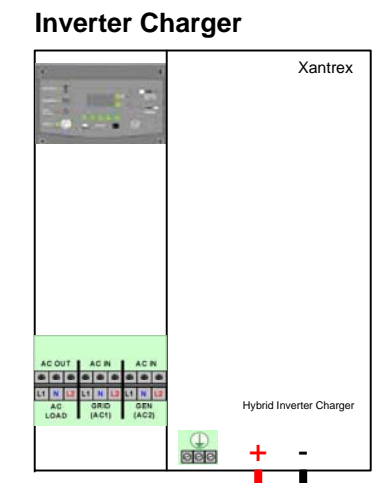 Inverter Charger
Xantrex
AC OUT AC IN AC IN
L1 N L2 L1 N L2 L1 N L2
AC LOAD GRID (AC1) GEN (AC2)
Hybrid Inverter Charger
+ -